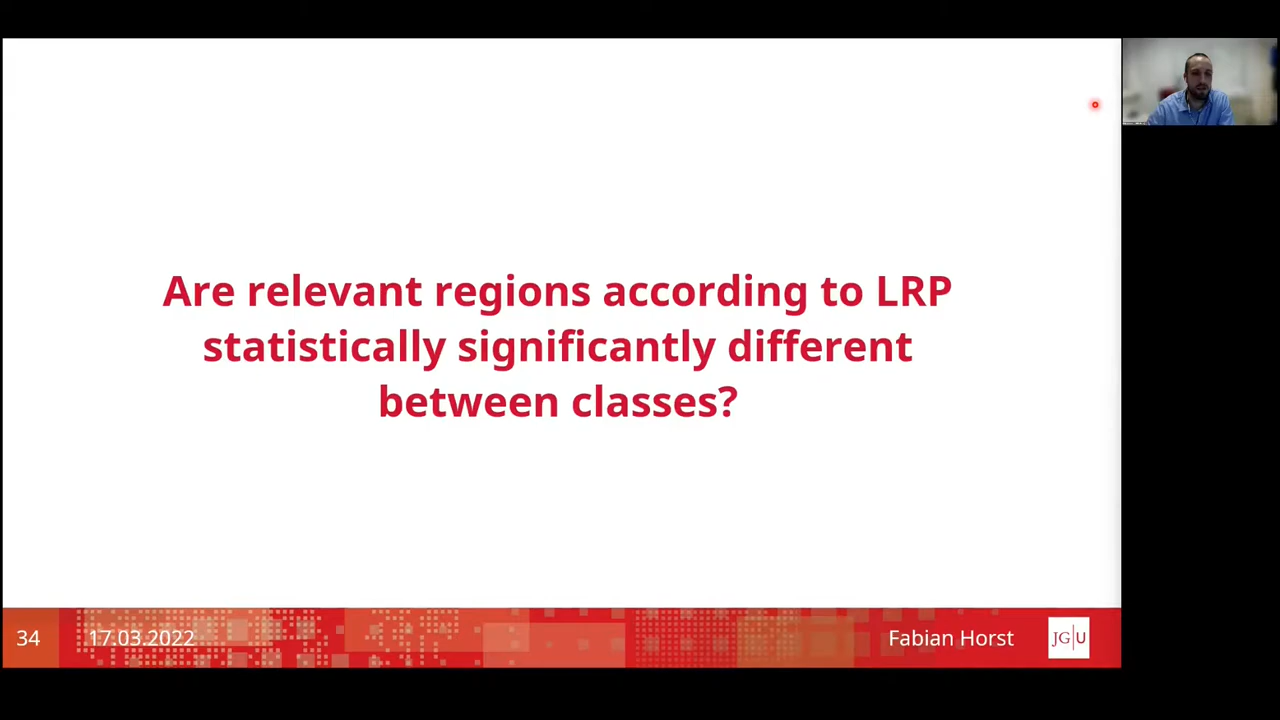 Are relevant regions according to LRP
statistically significantly different
between classes?
34
17.03.2022
Fabian Horst
JG|U